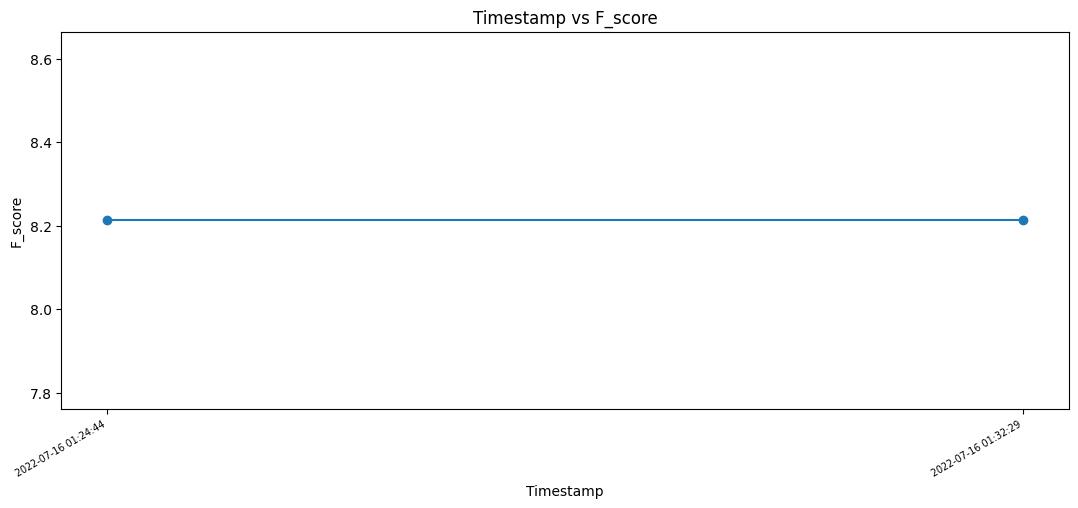 Timestamp vs F_score
8.6
8.4
8.2
8.0
7.8
F_score
2022-07-16 01:24:44
2022-07-16 01:32:29
Timestamp